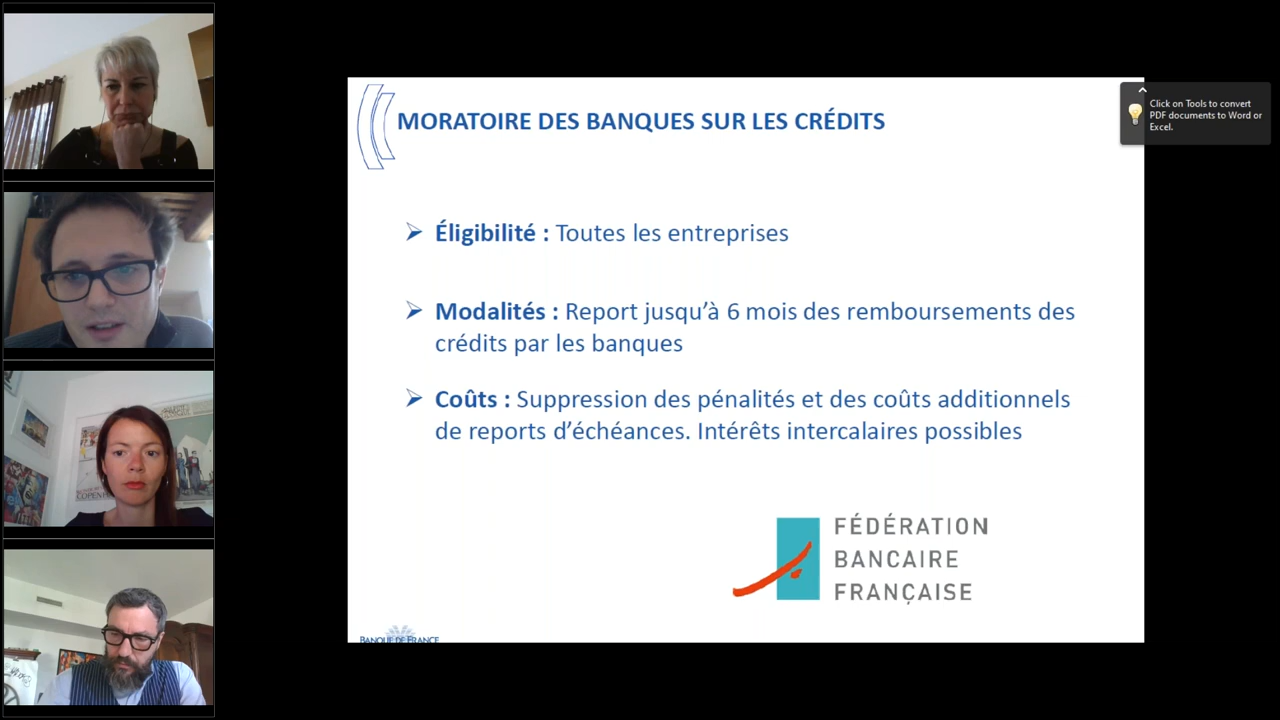 MORATOIRE DES BANQUES SUR LES CRÉDITS
Click on Tools to convert
PDF documents to Word or
Excel.
Éligibilité : Toutes les entreprises
Modalités : Report jusqu’à 6 mois des remboursements des
crédits par les banques
Coûts : Suppression des pénalités et des coûts additionnels
de reports d’échéances. Intérêts intercalaires possibles
FÉDÉRATION
BANCAIRE
FRANÇAISE
BANQUE DE FRANCE